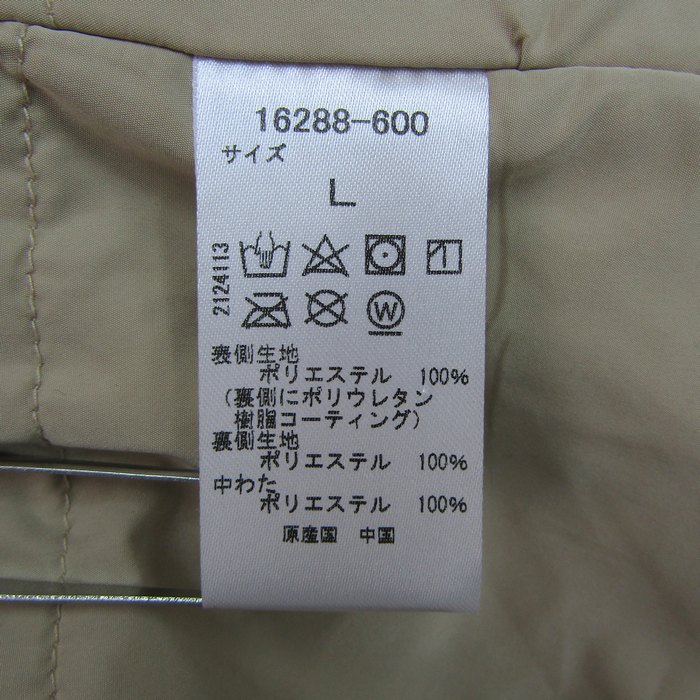 16288-600
サイズ
L
2124113
W
表側生地
ポリエステル 100%
(裏側にポリウレタン
樹脂コーティング)
裏側生地
ポリエステル 100%
中わた
ポリエステル 100%
原産国 中国